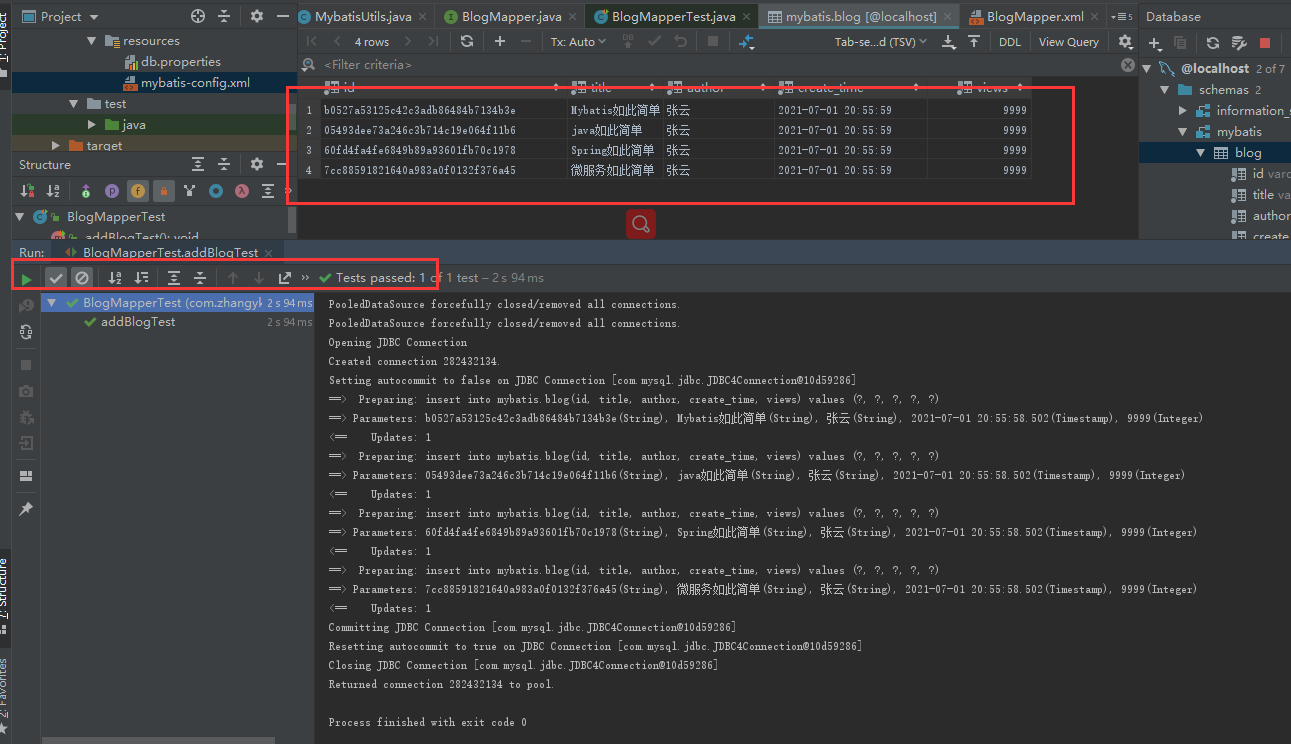 1: Project
Project
MybatisUtils.java
BlogMapper.java
BlogMapperTest.java
mybatis.blog [@localhost]
BlogMapper.xml
5
Database
resources
db.properties
mybatis-config.xml
test
java
target
4 rows
Tx: Auto
DB
Tab-se...d (TSV)
DDL
View Query
<Filter criteria>
@localhost 2 of 7
schemas 2
information_s
mybatis
blog
id varc
title va
author
create
id title author create_time views
1 b0527a53125c42c3adb86484b7134b3e Mybatis如此简单 张云 2021-07-01 20:55:59 9999
2 05493dee73a246c3b714c19e064f11b6 java如此简单 张云 2021-07-01 20:55:59 9999
3 60fd4fa4fe6849b89a93601fb70c1978 Spring如此简单 张云 2021-07-01 20:55:59 9999
4 7cc88591821640a983a0f0132f376a45 微服务如此简单 张云 2021-07-01 20:55:59 9999
Structure
BlogMapperTest
addBlogTest(): void
Run: BlogMapperTest.addBlogTest
Tests passed: 1 of 1 test – 2 s 94 ms
BlogMapperTest (com.zhangyk 2 s 94 ms
addBlogTest 2 s 94 ms
PooledDataSource forcefully closed/removed all connections.
PooledDataSource forcefully closed/removed all connections.
Opening JDBC Connection
Created connection 282432134.
Setting autocommit to false on JDBC Connection [com.mysql.jdbc.JDBC4Connection@10d59286]
==>  Preparing: insert into mybatis.blog(id, title, author, create_time, views) values (?, ?, ?, ?, ?)
==> Parameters: b0527a53125c42c3adb86484b7134b3e(String), Mybatis如此简单(String), 张云(String), 2021-07-01 20:55:58.502(Timestamp), 9999(Integer)
<==    Updates: 1
==>  Preparing: insert into mybatis.blog(id, title, author, create_time, views) values (?, ?, ?, ?, ?)
==> Parameters: 05493dee73a246c3b714c19e064f11b6(String), java如此简单(String), 张云(String), 2021-07-01 20:55:58.502(Timestamp), 9999(Integer)
<==    Updates: 1
==>  Preparing: insert into mybatis.blog(id, title, author, create_time, views) values (?, ?, ?, ?, ?)
==> Parameters: 60fd4fa4fe6849b89a93601fb70c1978(String), Spring如此简单(String), 张云(String), 2021-07-01 20:55:58.502(Timestamp), 9999(Integer)
<==    Updates: 1
==>  Preparing: insert into mybatis.blog(id, title, author, create_time, views) values (?, ?, ?, ?, ?)
==> Parameters: 7cc88591821640a983a0f0132f376a45(String), 微服务如此简单(String), 张云(String), 2021-07-01 20:55:58.502(Timestamp), 9999(Integer)
<==    Updates: 1
Committing JDBC Connection [com.mysql.jdbc.JDBC4Connection@10d59286]
Resetting autocommit to true on JDBC Connection [com.mysql.jdbc.JDBC4Connection@10d59286]
Closing JDBC Connection [com.mysql.jdbc.JDBC4Connection@10d59286]
Returned connection 282432134 to pool.
Process finished with exit code 0
7: Structure
2: Favorites